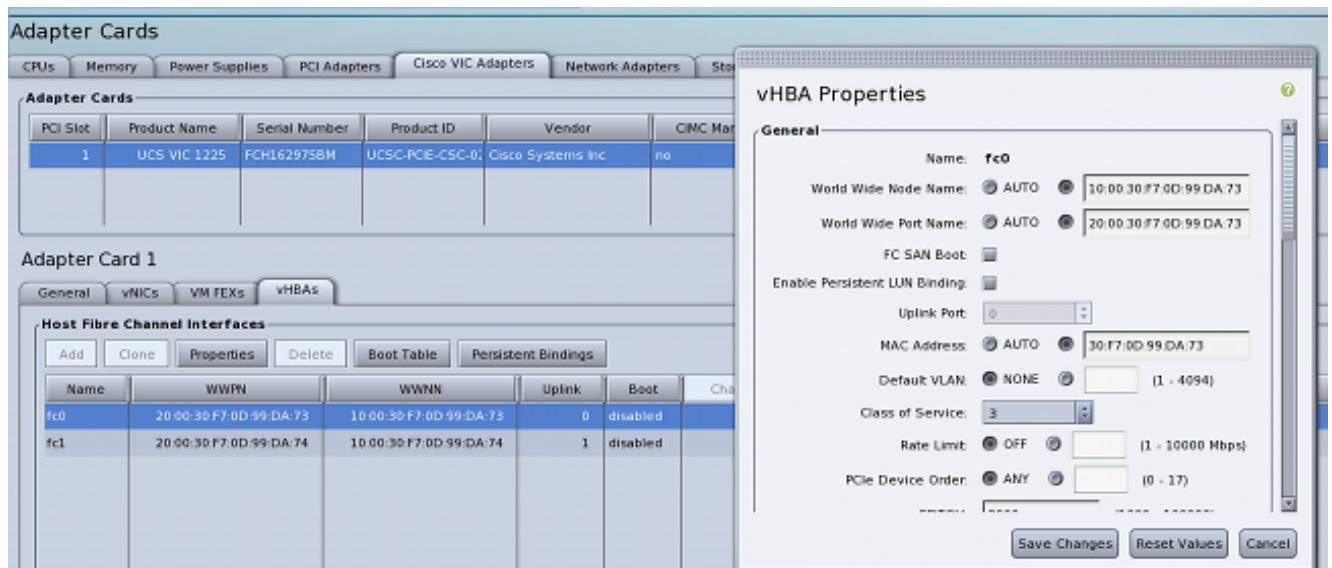 Adapter Cards
CPUs Memory Power Supplies PCI Adapters Cisco VIC Adapters Network Adapters
Adapter Cards
PCI Slot Product Name Serial Number Product ID Vendor
1 UCS VIC 1225 FCH162975BM UCSC-PCIE-CSC-02 Cisco Systems Inc no
Adapter Card 1
General vNICs VM FEXs vHBAs
Host Fibre Channel Interfaces
Add Clone Properties Delete Boot Table Persistent Bindings
Name WWPN WWNN Uplink Boot
fc0 20:00:30:F7:0D:99:DA:73 10:00:30:F7:0D:99:DA:73 0 disabled
fc1 20:00:30:F7:0D:99:DA:74 10:00:30:F7:0D:99:DA:74 1 disabled
vHBA Properties
General
Name: fc0
World Wide Node Name: AUTO 10:00:30:F7:0D:99:DA:73
World Wide Port Name: AUTO 20:00:30:F7:0D:99:DA:73
FC SAN Boot:
Enable Persistent LUN Binding:
Uplink Port: 0
MAC Address: AUTO 30:F7:0D:99:DA:73
Default VLAN: NONE (1 - 4094)
Class of Service: 3
Rate Limit: OFF (1 - 10000 Mbps)
PCIe Device Order: ANY (0 - 17)
Save Changes Reset Values Cancel